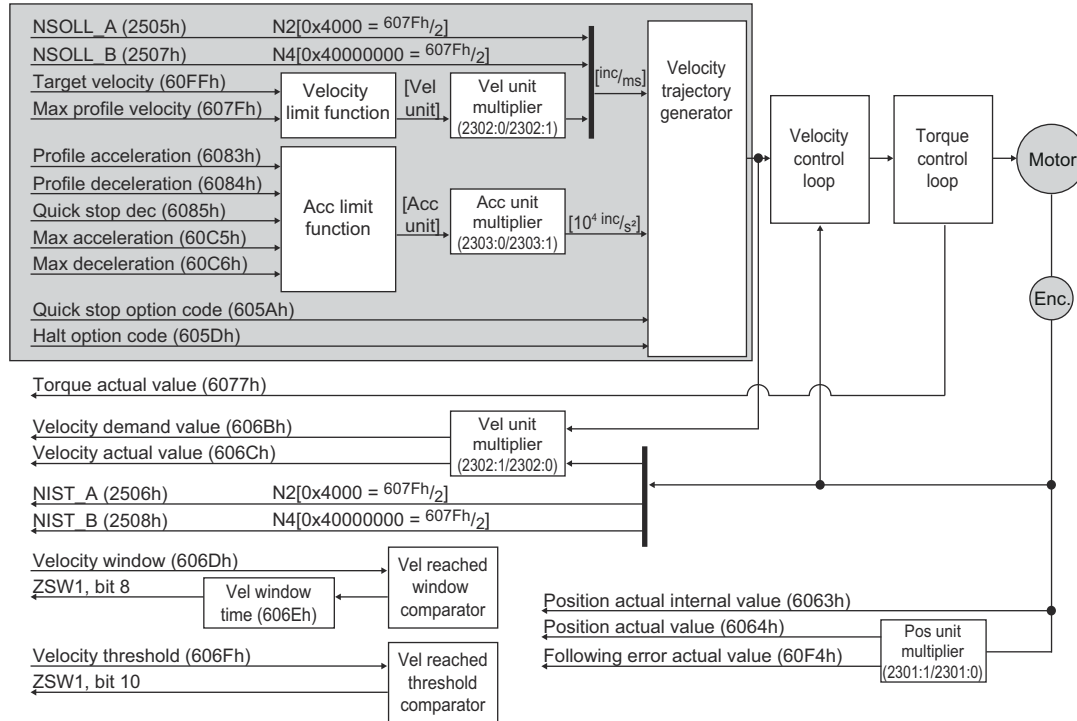 NSOLL_A (2505h) N2[0x4000 = 607Fh/2]
NSOLL_B (2507h) N4[0x40000000 = 607Fh/2]
Target velocity (60FFh)
Max profile velocity (607Fh)
Velocity
limit function
[Vel
unit]
Vel unit
multiplier
(2302:0/2302:1)
[inc/ms]
Velocity
trajectory
generator
Profile acceleration (6083h)
Profile deceleration (6084h)
Quick stop dec (6085h)
Max acceleration (60C5h)
Max deceleration (60C6h)
Acc limit
function
[Acc
unit]
Acc unit
multiplier
(2303:0/2303:1)
[10⁴ inc/s²]
Quick stop option code (605Ah)
Halt option code (605Dh)
Velocity
control
loop
Torque
control
loop
Motor
Enc.
Torque actual value (6077h)
Velocity demand value (606Bh)
Velocity actual value (606Ch)
Vel unit
multiplier
(2302:1/2302:0)
NIST_A (2506h) N2[0x4000 = 607Fh/2]
NIST_B (2508h) N4[0x40000000 = 607Fh/2]
Velocity window (606Dh)
ZSW1, bit 8
Vel window
time (606Eh)
Vel reached
window
comparator
Velocity threshold (606Fh)
ZSW1, bit 10
Vel reached
threshold
comparator
Position actual internal value (6063h)
Position actual value (6064h)
Following error actual value (60F4h)
Pos unit
multiplier
(2301:1/2301:0)